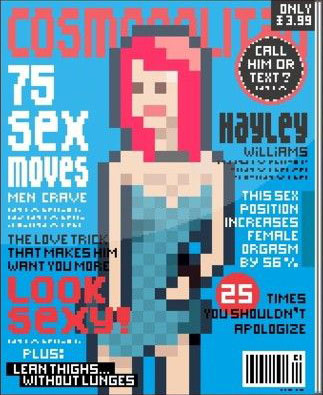 COSMOPOLITAN
ONLY
£3.99
CALL
HIM OR
TEXT?
75
SEX
MOVES
MEN CRAVE
HAYLEY
WILLIAMS
THE LOVE TRICK
THAT MAKES HIM
WANT YOU MORE
THIS SEX
POSITION
INCREASES
FEMALE
ORGASM
BY 56%
LOOK
SEXY!
25 TIMES
YOU SHOULDN'T
APOLOGIZE
PLUS:
LEAN THIGHS...
WITHOUT LUNGES